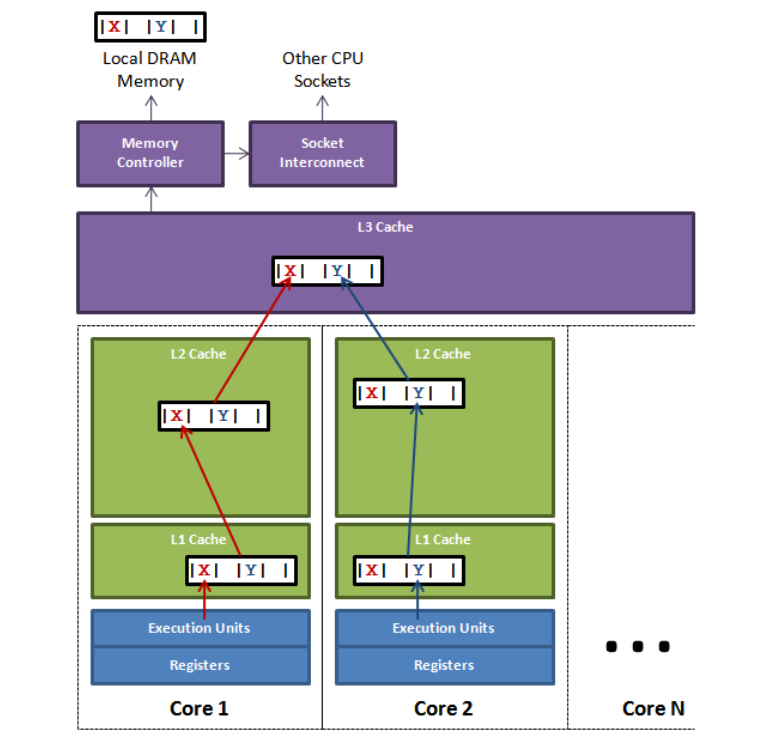 |X| |Y| |
Local DRAM
Memory
Other CPU
Sockets
Memory
Controller
Socket
Interconnect
L3 Cache
|X| |Y| |
L2 Cache
|X| |Y| |
L1 Cache
|X| |Y| |
Execution Units
Registers
Core 1
L2 Cache
|X| |Y| |
L1 Cache
|X| |Y| |
Execution Units
Registers
Core 2
...
Core N